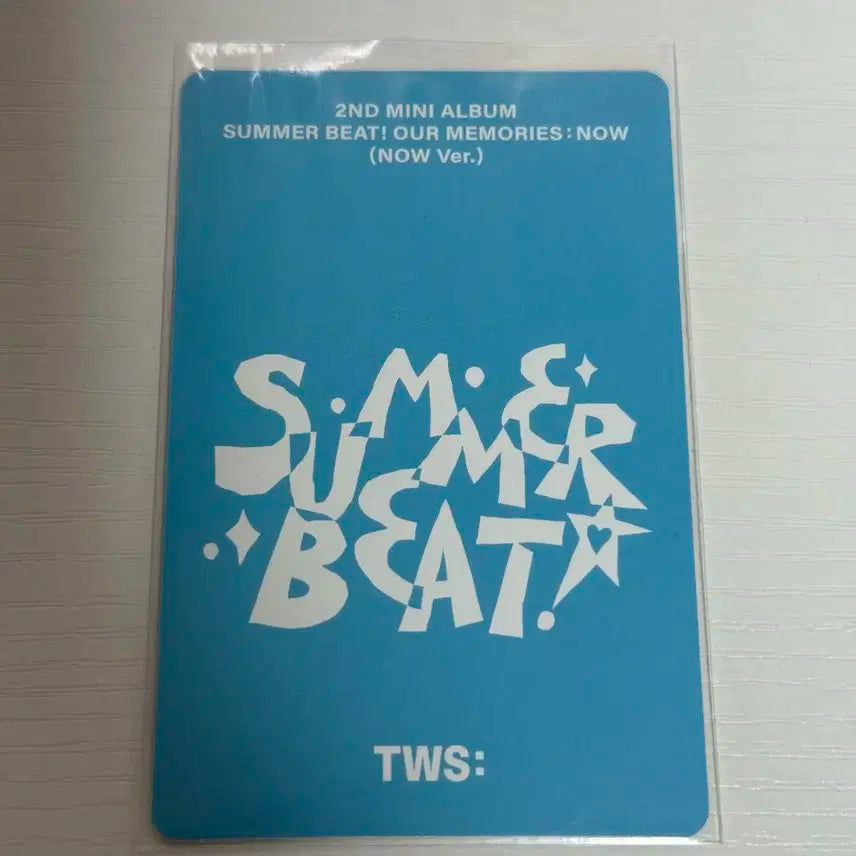 2ND MINI ALBUM
SUMMER BEAT! OUR MEMORIES : NOW
(NOW Ver.)
SUMMER
BEAT!
TWS: